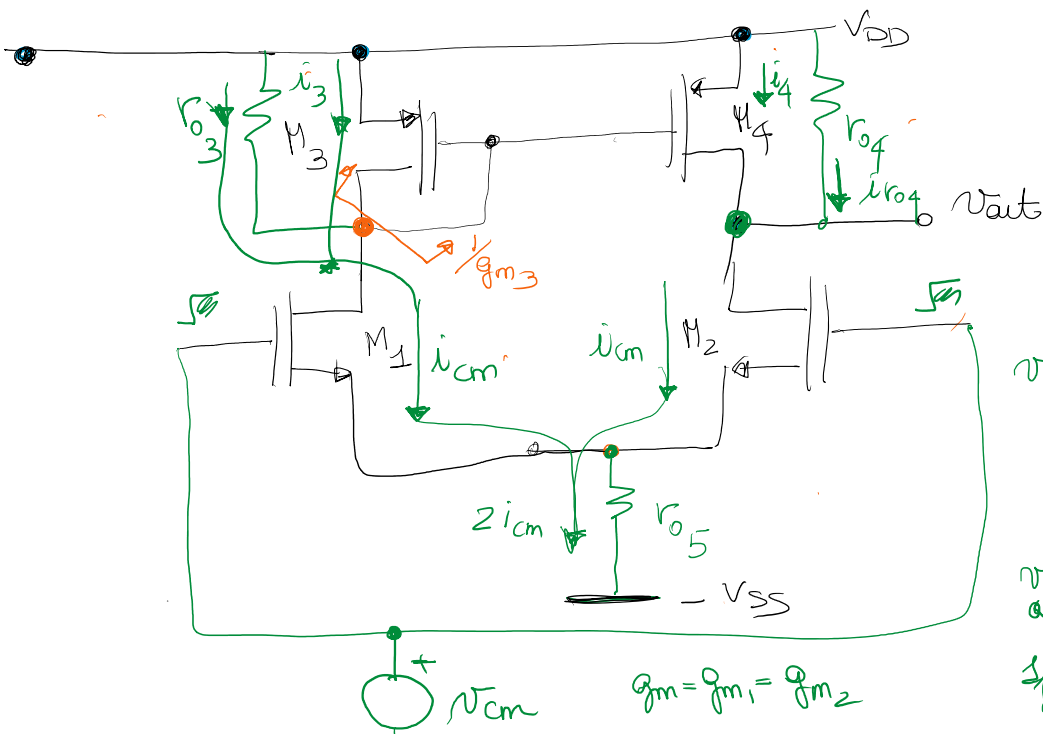 VDD
i3
i4
ro3
M3
M4
ro4
iro4
vout
1/gm3
M1
icm
icm
M2
v
2icm
ro5
- VSS
v
+
vcm
gm = gm1 = gm2